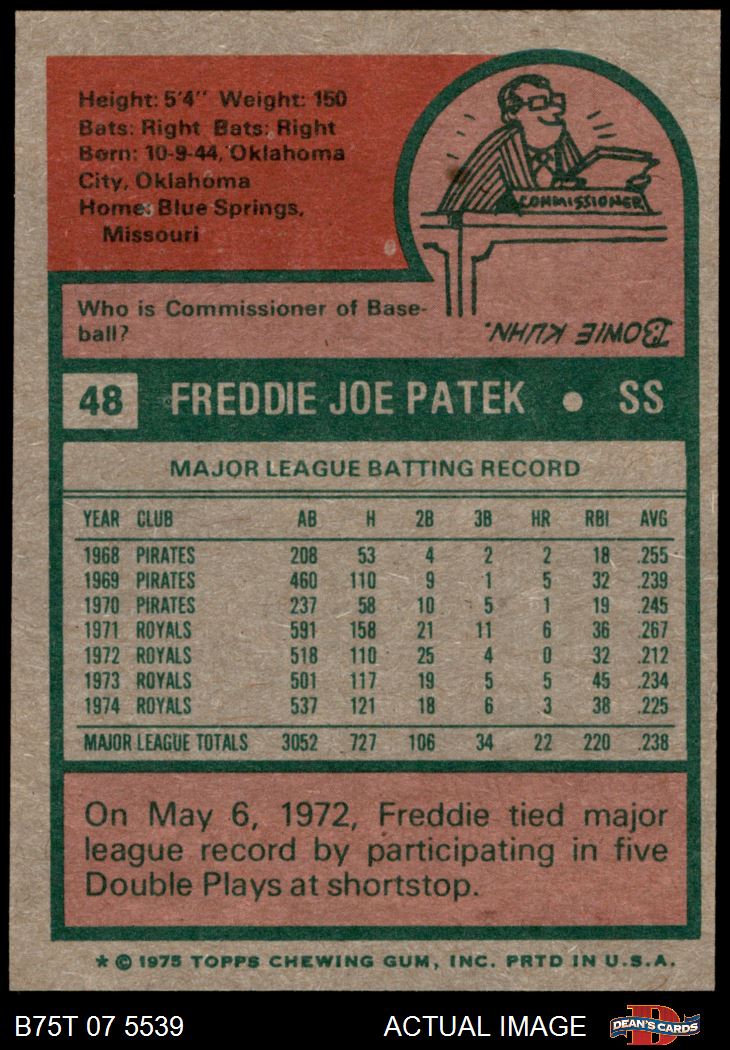 Height: 5'4" Weight: 150
Bats: Right Bats: Right
Born: 10-9-44, Oklahoma
City, Oklahoma
Home: Blue Springs,
Missouri
COMMISSIONER
Who is Commissioner of Base-
ball?
BOWIE KUHN.
48 FREDDIE JOE PATEK • SS
MAJOR LEAGUE BATTING RECORD
YEAR CLUB AB H 2B 3B HR RBI AVG
1968 PIRATES 208 53 4 2 2 18 .255
1969 PIRATES 460 110 9 1 5 32 .239
1970 PIRATES 237 58 10 5 1 19 .245
1971 ROYALS 591 158 21 11 6 36 .267
1972 ROYALS 518 110 25 4 0 32 .212
1973 ROYALS 501 117 19 5 5 45 .234
1974 ROYALS 537 121 18 6 3 38 .225
MAJOR LEAGUE TOTALS 3052 727 106 34 22 220 .238
On May 6, 1972, Freddie tied major
league record by participating in five
Double Plays at shortstop.
* © 1975 TOPPS CHEWING GUM, INC. PRTD IN U.S.A.
B75T 07 5539 ACTUAL IMAGE D DEAN'S CARDS